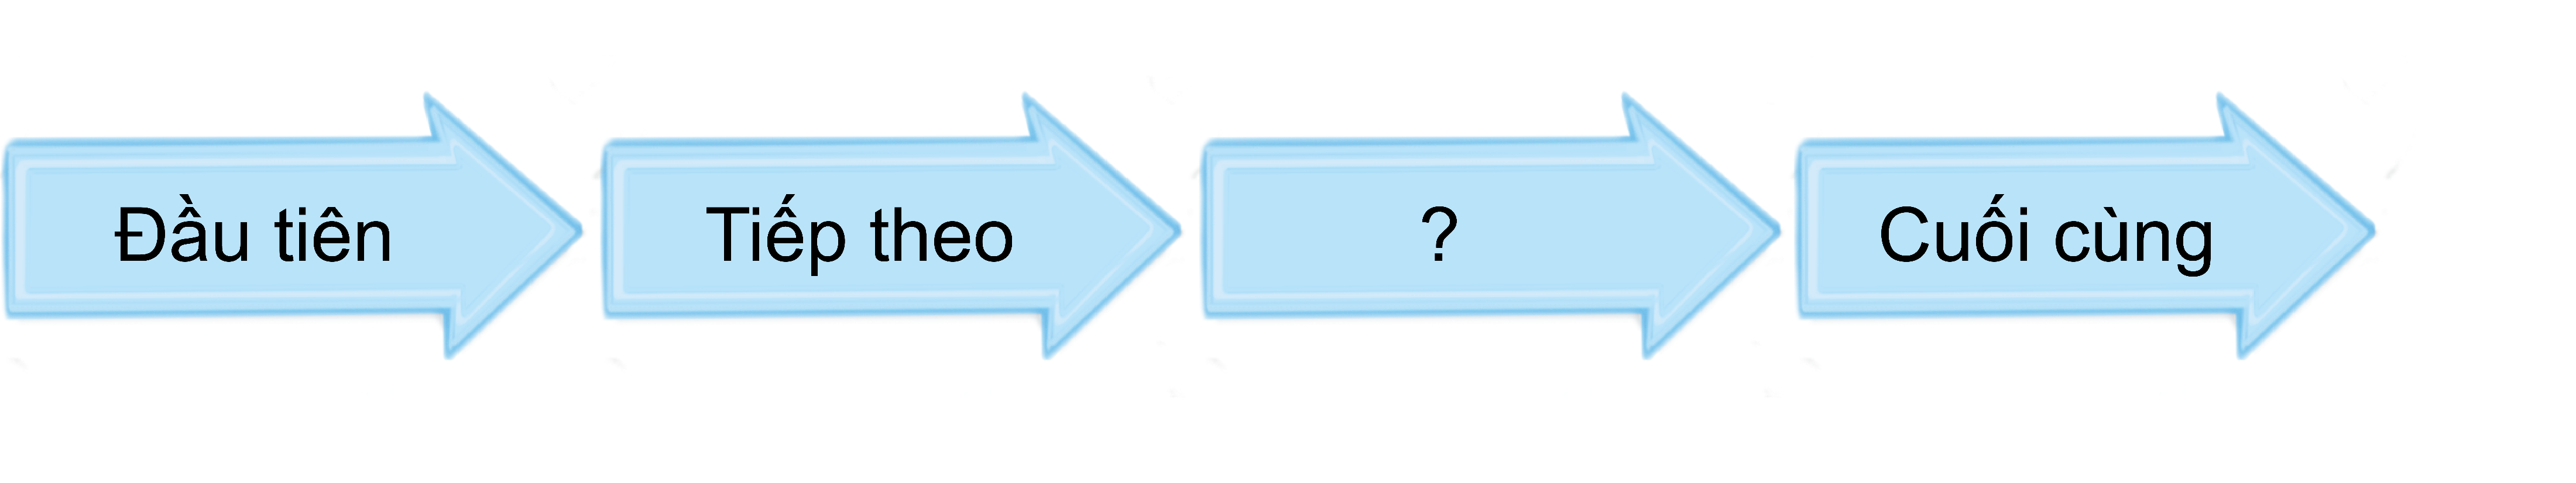 Đầu tiên
Tiếp theo
?
Cuối cùng